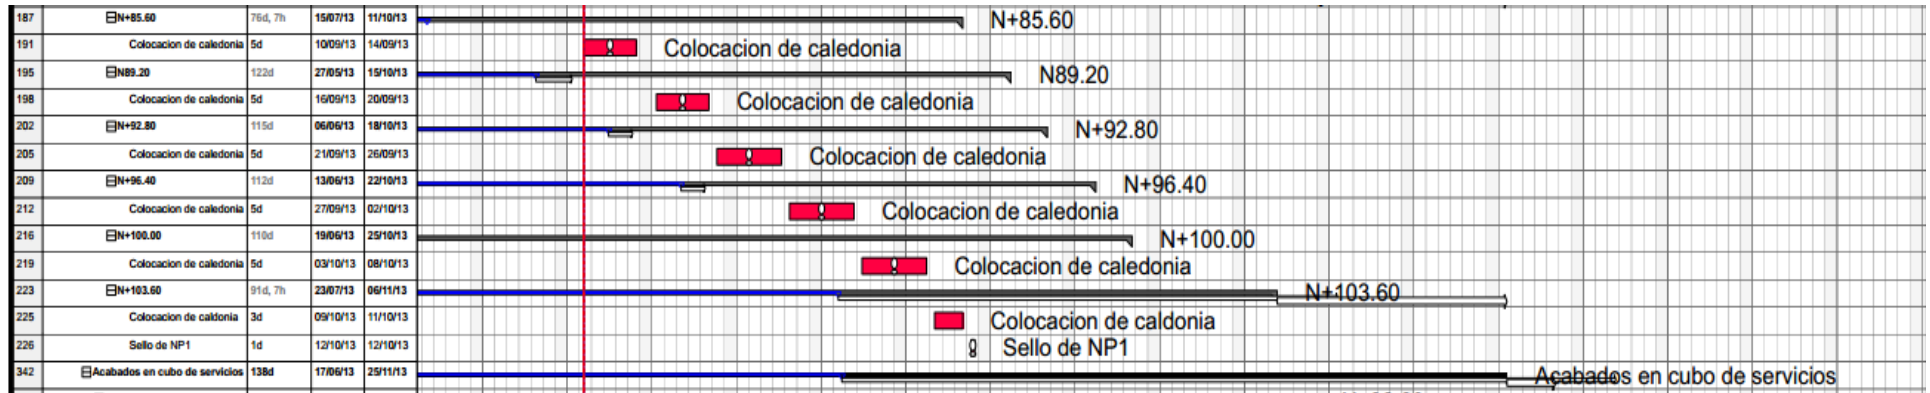 187 N+85.60 76d, 7h 15/07/13 11/10/13 N+85.60
191 Colocacion de caledonia 5d 10/09/13 14/09/13 Colocacion de caledonia
195 N89.20 122d 27/05/13 15/10/13 N89.20
198 Colocacion de caledonia 5d 16/09/13 20/09/13 Colocacion de caledonia
202 N+92.80 115d 06/06/13 18/10/13 N+92.80
205 Colocacion de caledonia 5d 21/09/13 26/09/13 Colocacion de caledonia
209 N+96.40 112d 13/06/13 22/10/13 N+96.40
212 Colocacion de caledonia 5d 27/09/13 02/10/13 Colocacion de caledonia
216 N+100.00 110d 19/06/13 25/10/13 N+100.00
219 Colocacion de caledonia 5d 03/10/13 08/10/13 Colocacion de caledonia
223 N+103.60 91d, 7h 23/07/13 06/11/13 N+103.60
225 Colocacion de caldonia 3d 09/10/13 11/10/13 Colocacion de caldonia
226 Sello de NP1 1d 12/10/13 12/10/13 Sello de NP1
342 Acabados en cubo de servicios 138d 17/06/13 25/11/13 Acabados en cubo de servicios